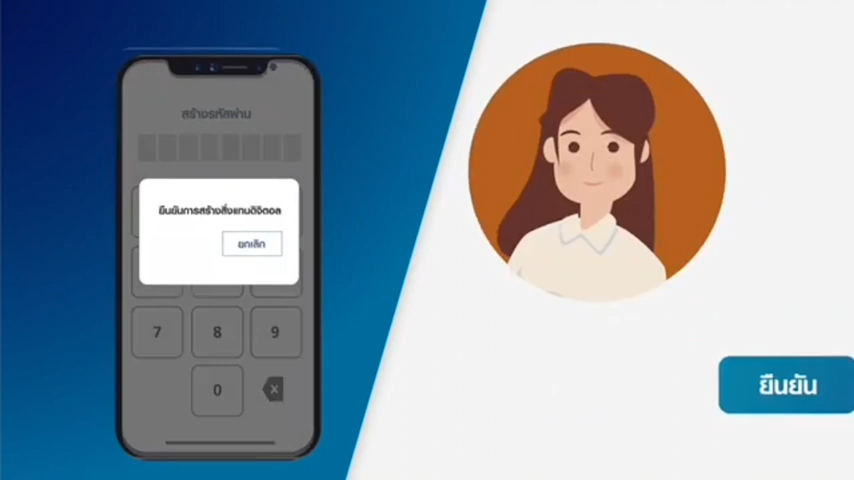 สร้างรหัสผ่าน
ยืนยันการสร้างสิ่งแทนดิจิตอล
ยกเลิก
7 8 9
0
ยืนยัน